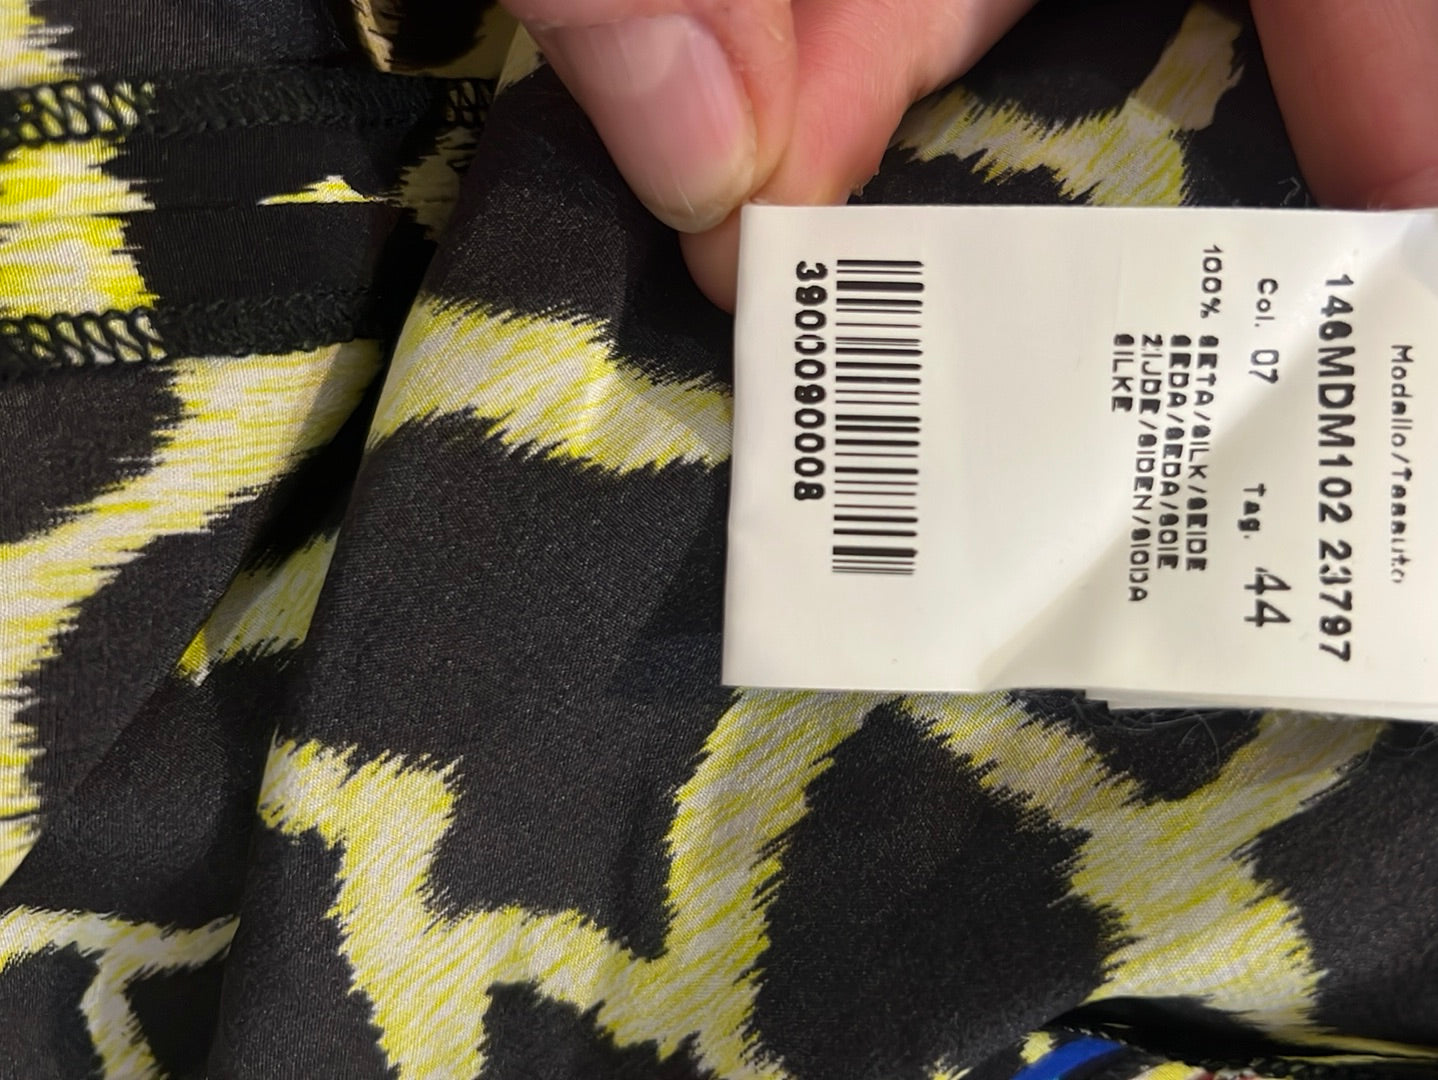 Modello/Tessuto
146MDM102 23797
Col. 07 Tag. 44
100% SETA/SILK/SEIDE
SEDA/SEDA/SOIE
ZIJDE/SIDEN/SIOIA
SILKE
3900090008